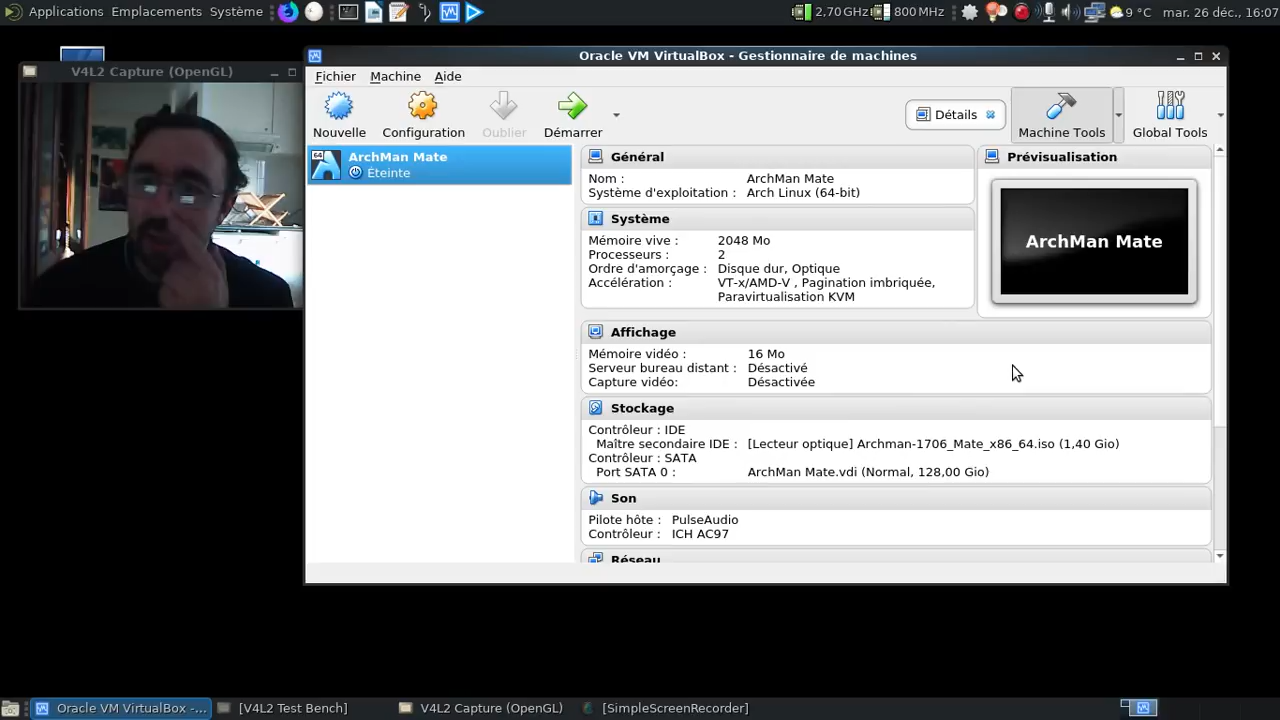 Applications Emplacements Système 2,70 GHz 800 MHz 9 °C mar. 26 déc., 16:07
V4L2 Capture (OpenGL)
Oracle VM VirtualBox - Gestionnaire de machines
Fichier Machine Aide
Nouvelle Configuration Oublier Démarrer Détails Machine Tools Global Tools
64 ArchMan Mate
Éteinte
Général
Nom : ArchMan Mate
Système d'exploitation : Arch Linux (64-bit)
Système
Mémoire vive : 2048 Mo
Processeurs : 2
Ordre d'amorçage : Disque dur, Optique
Accélération : VT-x/AMD-V , Pagination imbriquée,
Paravirtualisation KVM
Prévisualisation
ArchMan Mate
Affichage
Mémoire vidéo : 16 Mo
Serveur bureau distant : Désactivé
Capture vidéo: Désactivée
Stockage
Contrôleur : IDE
Maître secondaire IDE : [Lecteur optique] Archman-1706_Mate_x86_64.iso (1,40 Gio)
Contrôleur : SATA
Port SATA 0 : ArchMan Mate.vdi (Normal, 128,00 Gio)
Son
Pilote hôte : PulseAudio
Contrôleur : ICH AC97
Réseau
Oracle VM VirtualBox -... [V4L2 Test Bench] V4L2 Capture (OpenGL) [SimpleScreenRecorder]